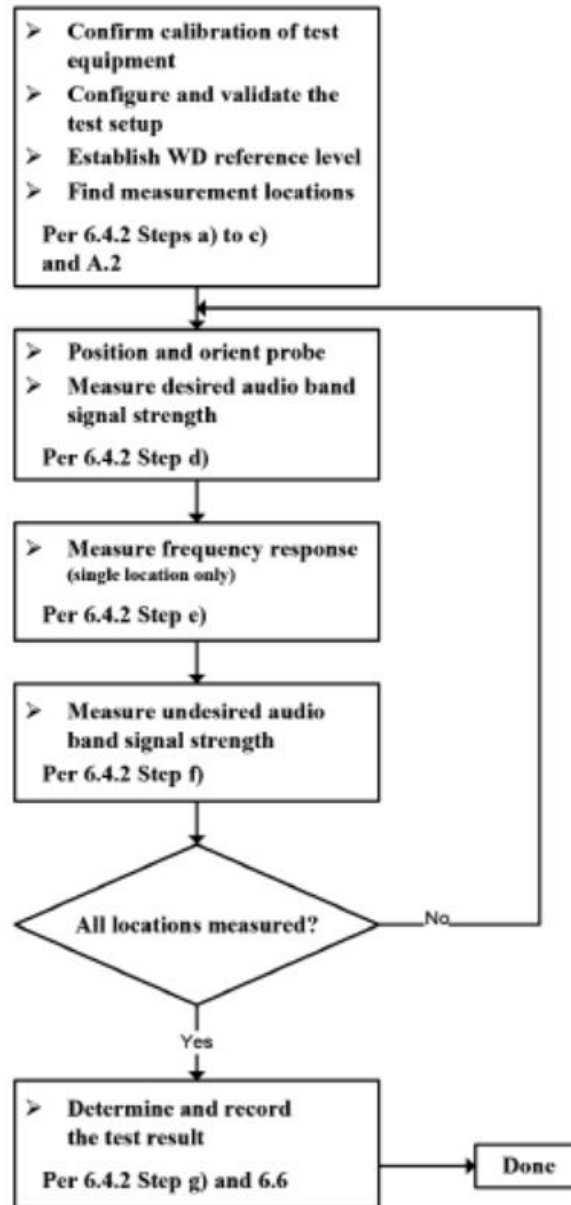 ➢ Confirm calibration of test
equipment
➢ Configure and validate the
test setup
➢ Establish WD reference level
➢ Find measurement locations
Per 6.4.2 Steps a) to c)
and A.2
➢ Position and orient probe
➢ Measure desired audio band
signal strength
Per 6.4.2 Step d)
➢ Measure frequency response
(single location only)
Per 6.4.2 Step e)
➢ Measure undesired audio
band signal strength
Per 6.4.2 Step f)
All locations measured?
No
Yes
➢ Determine and record
the test result
Per 6.4.2 Step g) and 6.6
Done